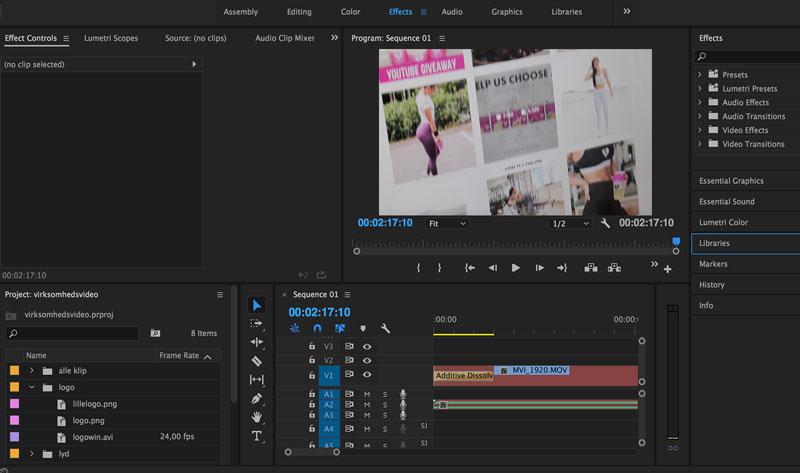 Assembly Editing Color Effects Audio Graphics Libraries
Effect Controls Lumetri Scopes Source: (no clips) Audio Clip Mixer
(no clip selected)
00:02:17:10
Program: Sequence 01
YOUTUBE GIVEAWAY
ELP US CHOOSE
00:02:17:10 Fit 1/2 00:02:17:10
Effects
Presets
Lumetri Presets
Audio Effects
Audio Transitions
Video Effects
Video Transitions
Essential Graphics
Essential Sound
Lumetri Color
Libraries
Markers
History
Info
Project: virksomhedsvideo
virksomhedsvideo.prproj
8 Items
Name Frame Rate
alle klip
logo
lillelogo.png
logo.png
logowin.avi 24,00 fps
lyd
Sequence 01
00:02:17:10
:00:00 00:00:
V3
V2
V1 Additive Dissolv MVI_1920.MOV
A1 M S
A2 M S
A3 M S
A4 M S S1
A5 M S S1